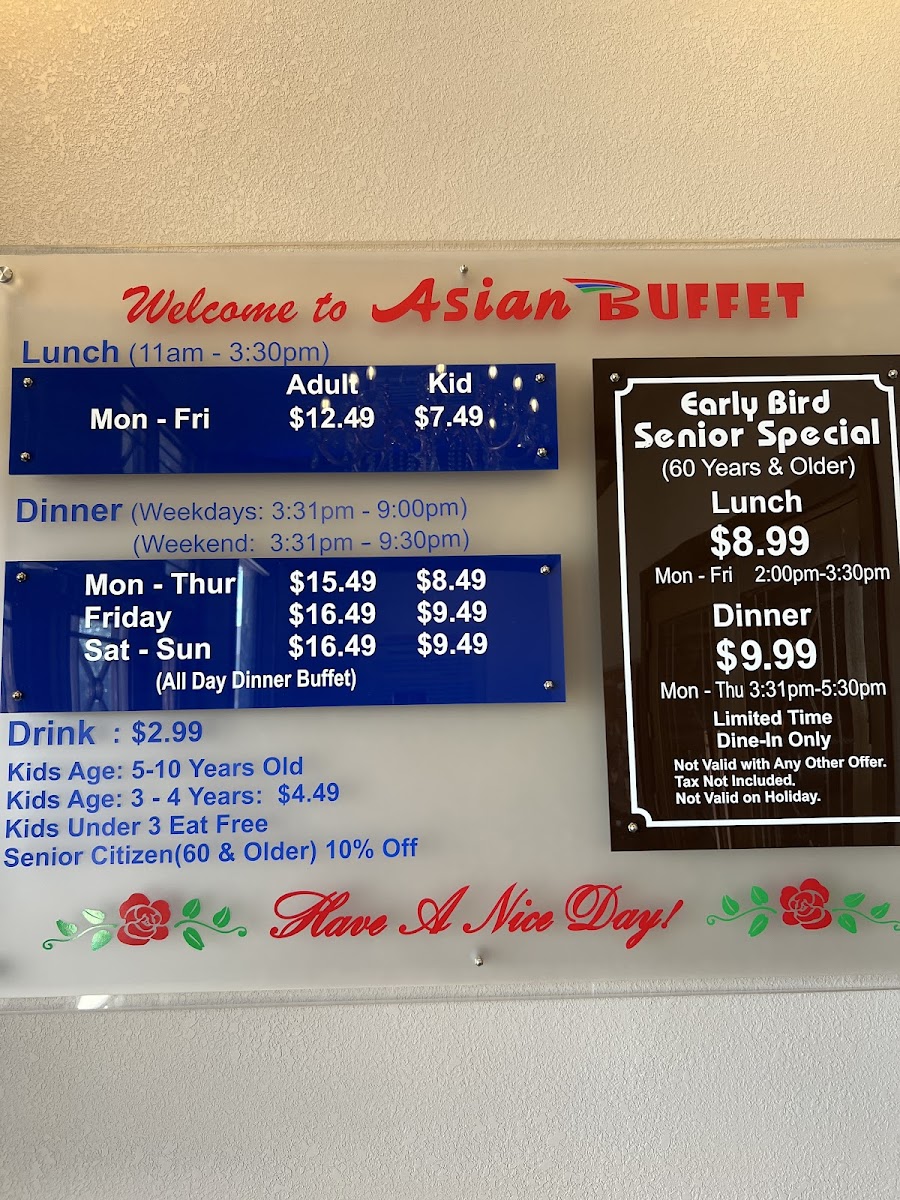 Welcome to Asian BUFFET
Lunch (11am - 3:30pm)
Adult Kid
Mon - Fri $12.49 $7.49
Dinner (Weekdays: 3:31pm - 9:00pm)
(Weekend: 3:31pm - 9:30pm)
Mon - Thur $15.49 $8.49
Friday $16.49 $9.49
Sat - Sun $16.49 $9.49
(All Day Dinner Buffet)
Drink : $2.99
Kids Age: 5-10 Years Old
Kids Age: 3 - 4 Years: $4.49
Kids Under 3 Eat Free
Senior Citizen(60 & Older) 10% Off
Early Bird
Senior Special
(60 Years & Older)
Lunch
$8.99
Mon - Fri 2:00pm-3:30pm
Dinner
$9.99
Mon - Thu 3:31pm-5:30pm
Limited Time
Dine-In Only
Not Valid with Any Other Offer.
Tax Not Included.
Not Valid on Holiday.
Have A Nice Day!